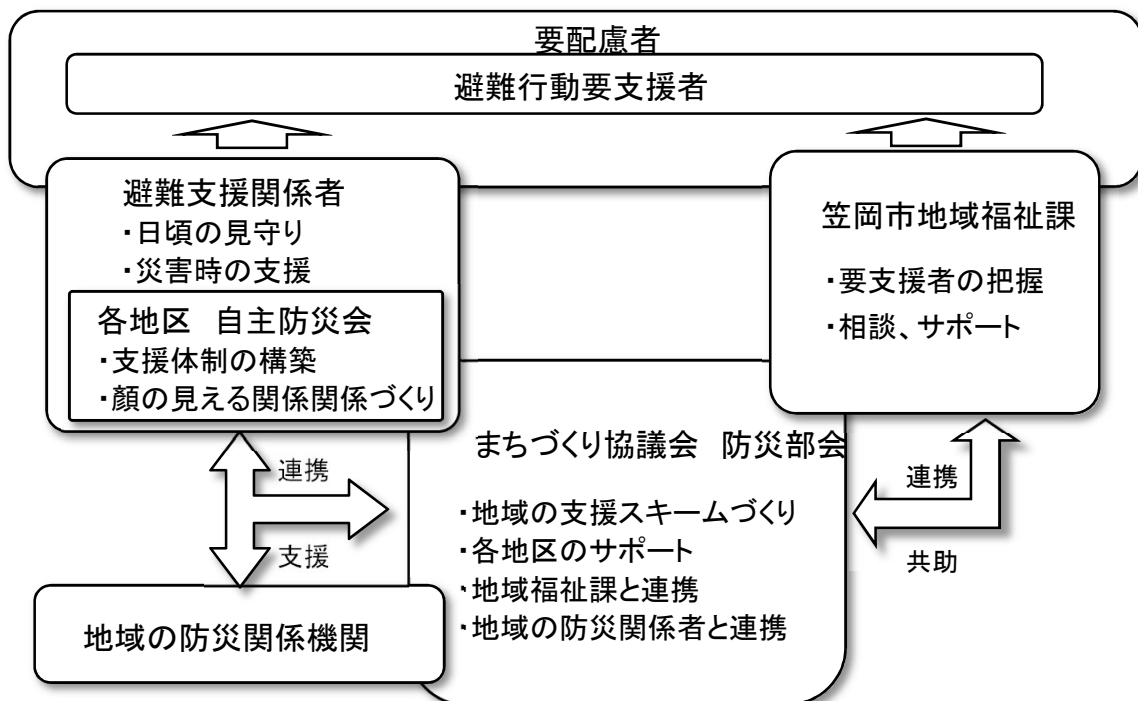 要配慮者
避難行動要支援者
避難支援関係者
・日頃の見守り
・災害時の支援
各地区 自主防災会
・支援体制の構築
・顔の見える関係関係づくり
笠岡市地域福祉課
・要支援者の把握
・相談、サポート
まちづくり協議会 防災部会
・地域の支援スキームづくり
・各地区のサポート
・地域福祉課と連携
・地域の防災関係者と連携
連携
支援
連携
共助
地域の防災関係機関